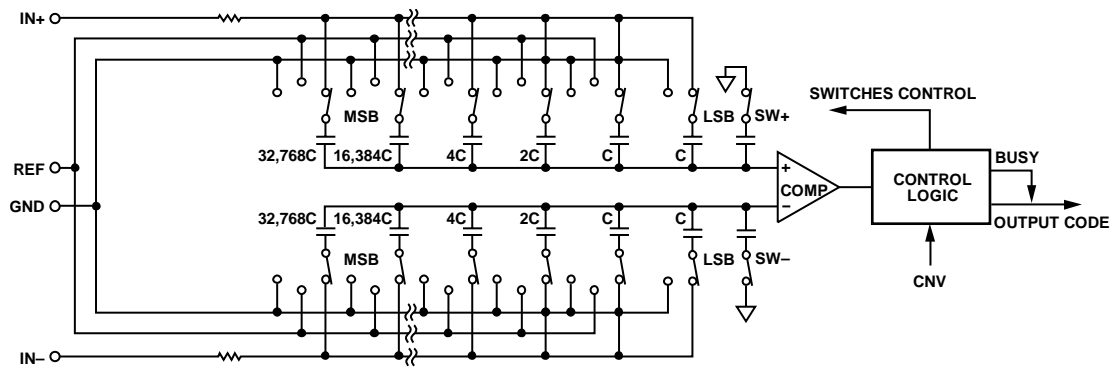 IN+
MSB
LSB
SW+
SWITCHES CONTROL
32,768C
16,384C
4C
2C
C
C
BUSY
REF
+
COMP
CONTROL
LOGIC
GND
–
OUTPUT CODE
32,768C
16,384C
4C
2C
C
C
MSB
LSB
SW–
CNV
IN–